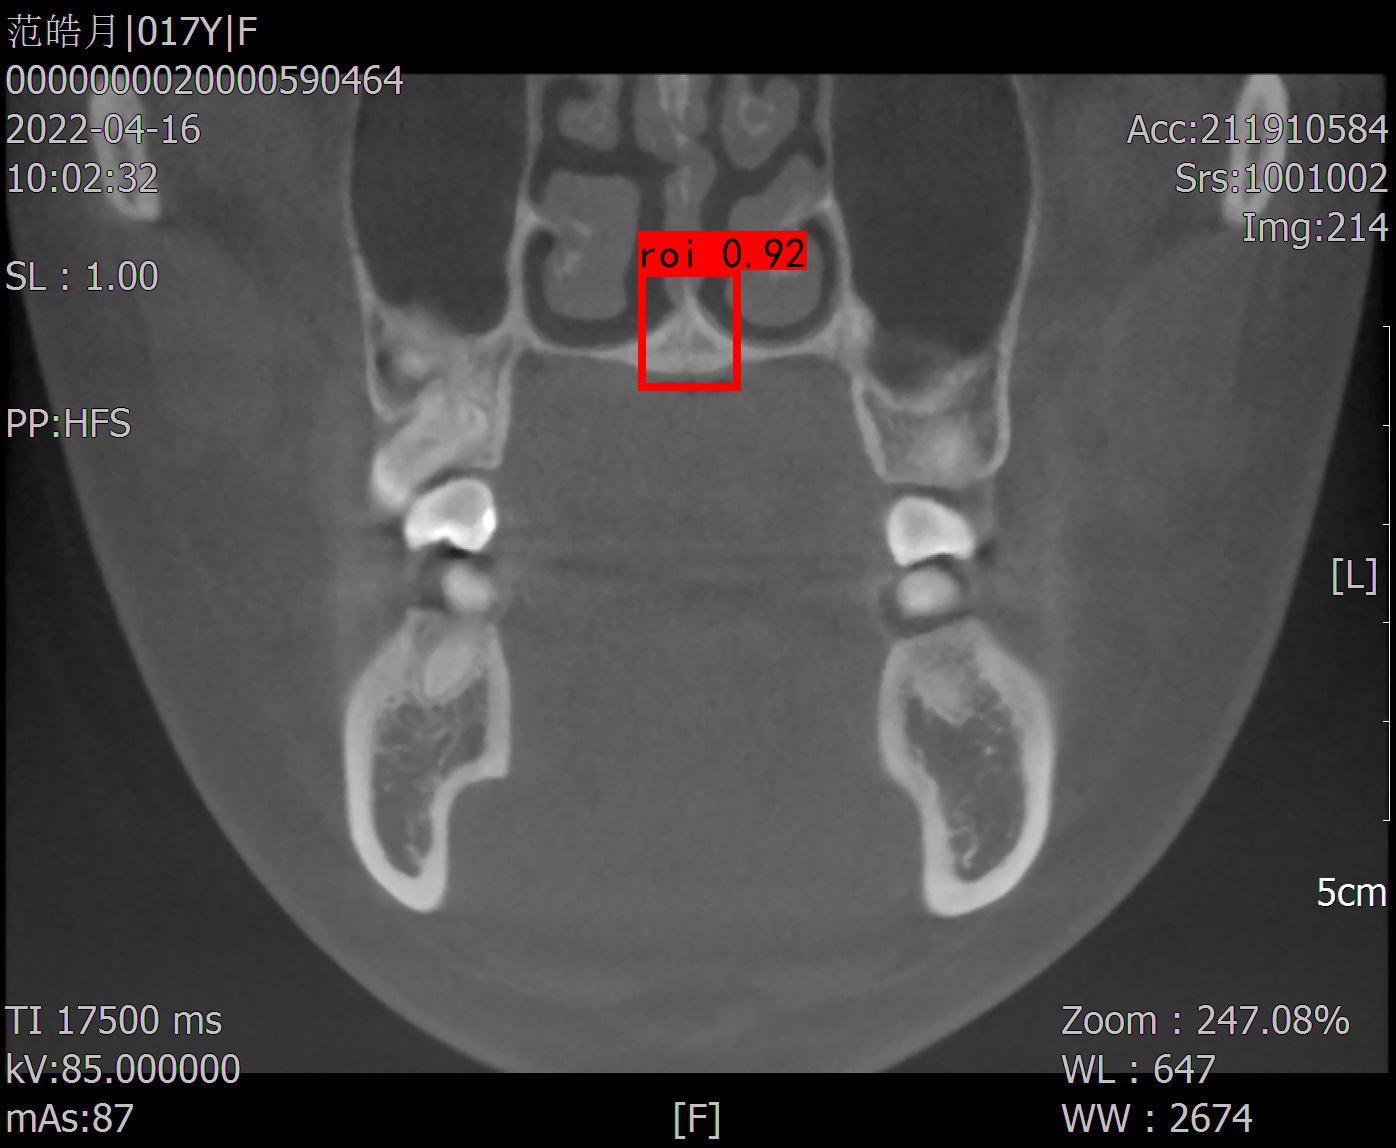 范皓月|017Y|F
0000000020000590464
2022-04-16
10:02:32
SL : 1.00
PP:HFS
Acc:211910584
Srs:1001002
Img:214
roi 0.92
[L]
5cm
TI 17500 ms
kV:85.000000
mAs:87
[F]
Zoom : 247.08%
WL : 647
WW : 2674